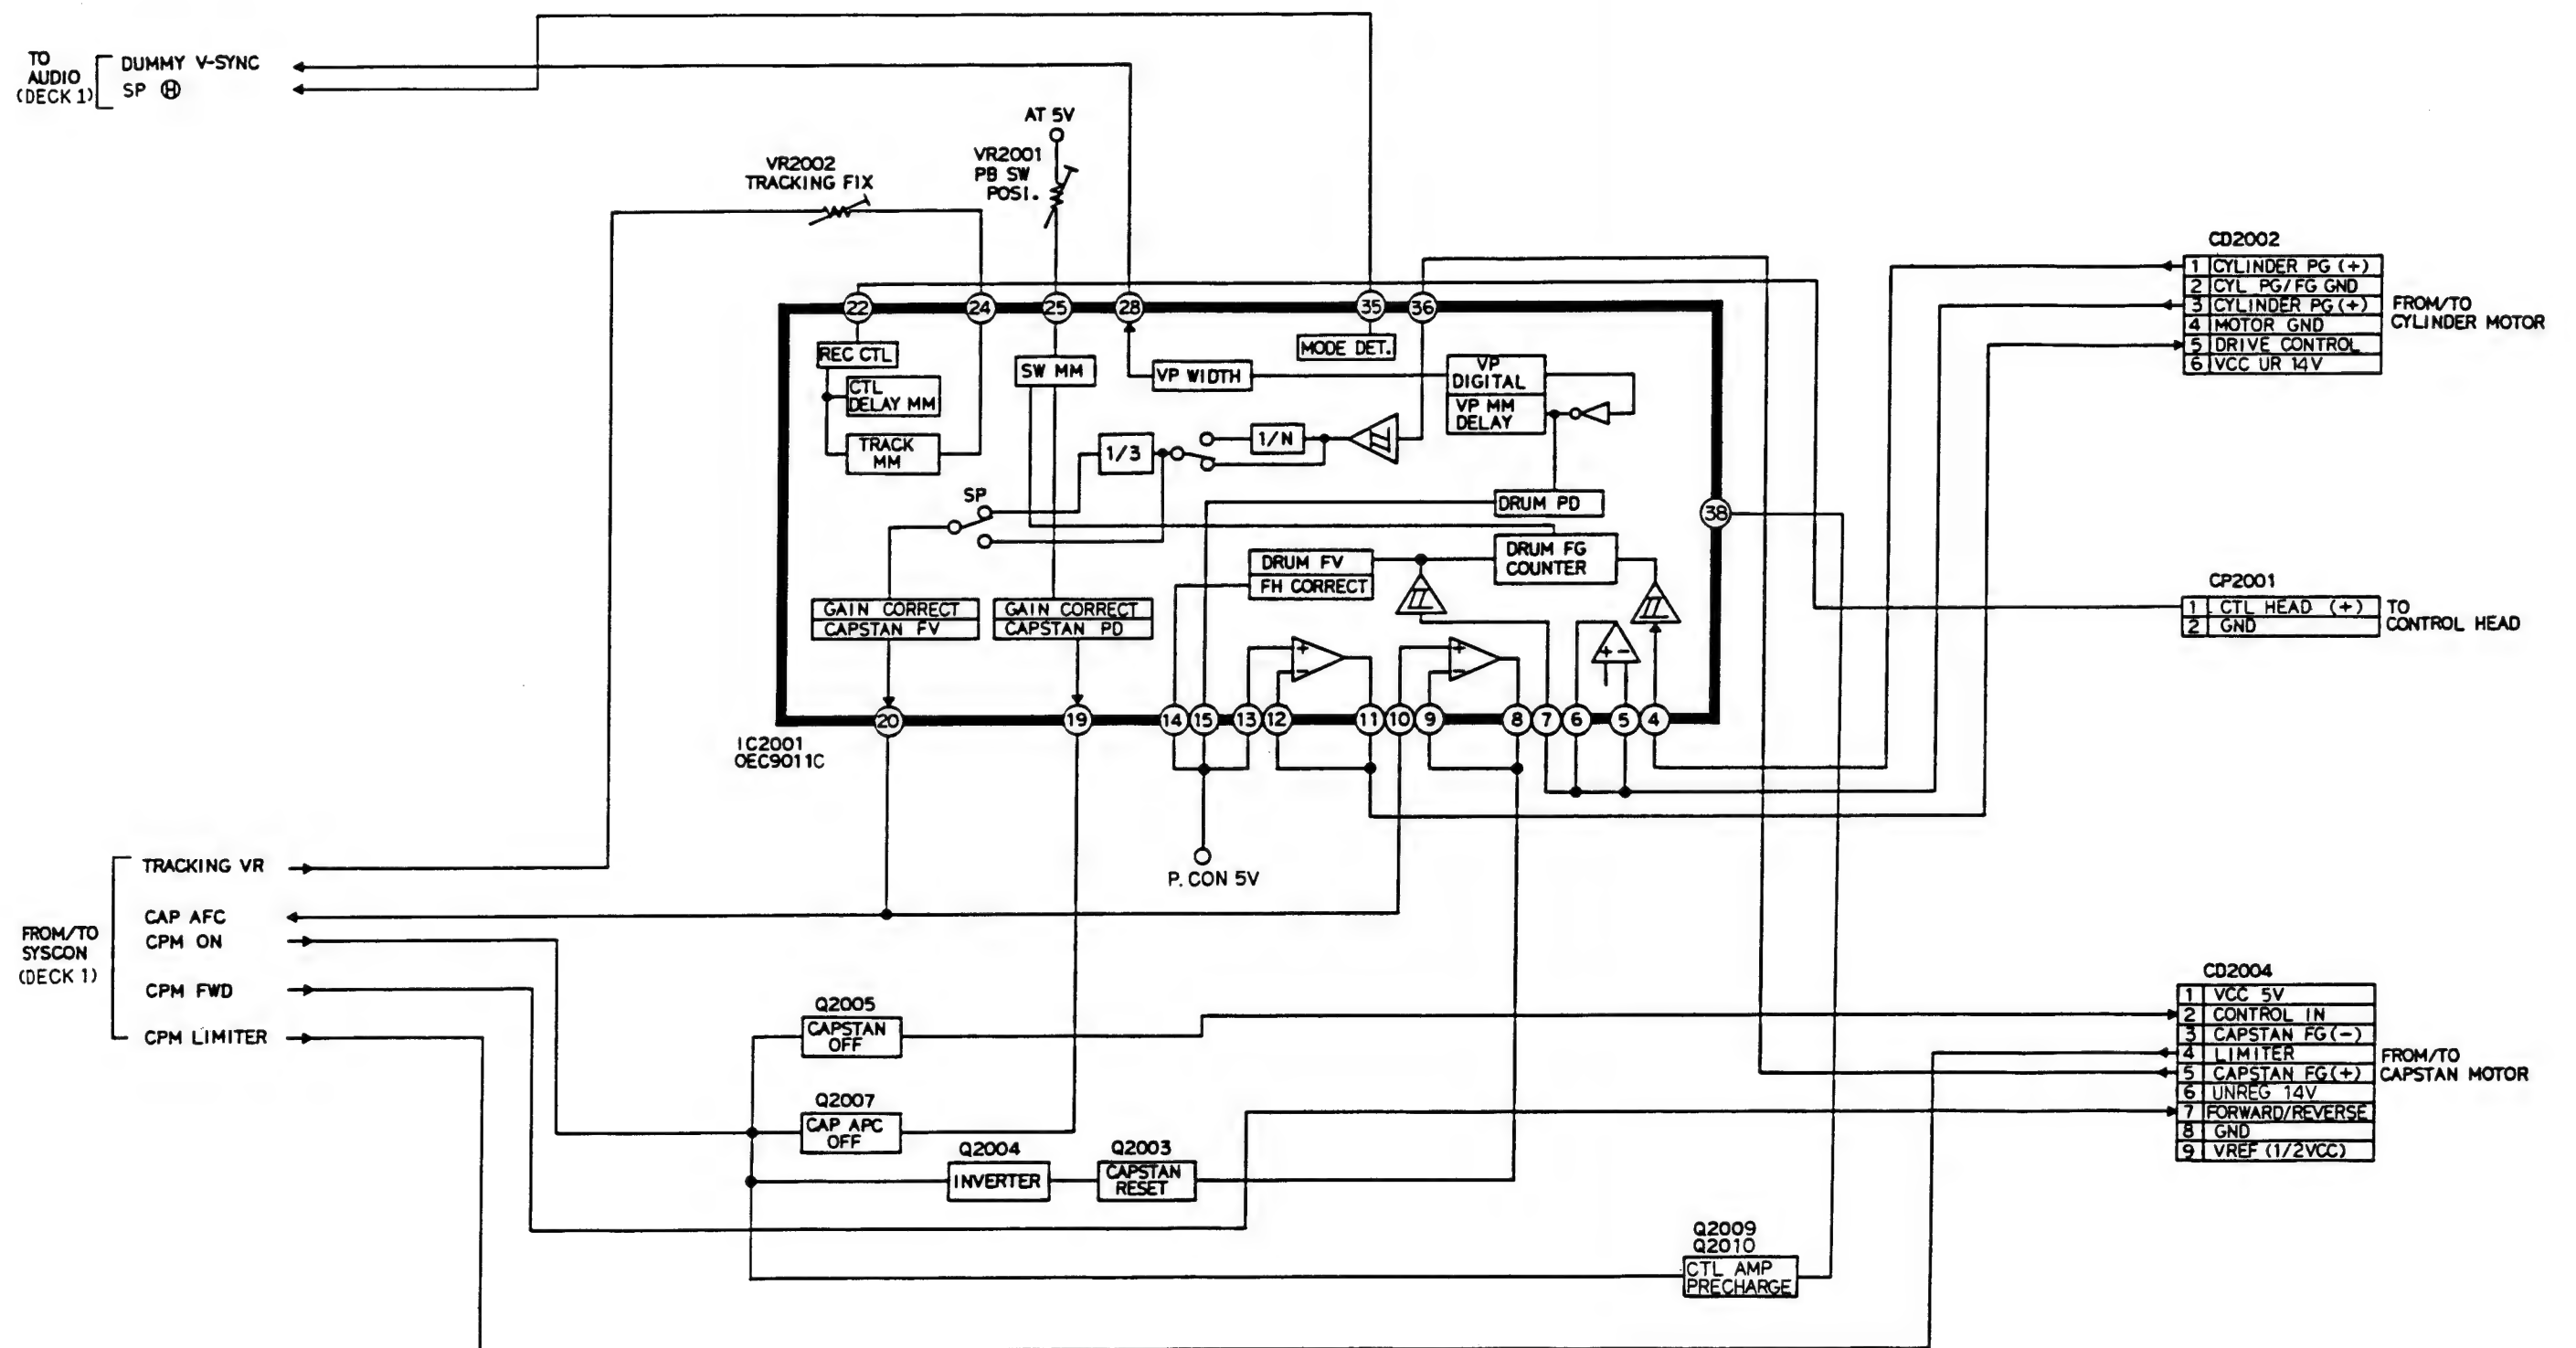 TO
AUDIO
(DECK 1)
DUMMY V-SYNC
SP Ⓗ
AT 5V
VR2001
PB SW
POSI.
VR2002
TRACKING FIX
22
24
25
28
35
36
REC CTL
CTL
DELAY MM
TRACK
MM
SW MM
VP WIDTH
MODE DET.
VP
DIGITAL
VP MM
DELAY
1/3
1/N
SP
DRUM PD
38
DRUM FV
FH CORRECT
DRUM FG
COUNTER
GAIN CORRECT
CAPSTAN FV
GAIN CORRECT
CAPSTAN PD
+
-
+
-
+ -
20
19
14
15
13
12
11
10
9
8
7
6
5
4
IC2001
OEC9011C
P. CON 5V
CD2002
1 CYLINDER PG (+)
2 CYL PG/FG GND
3 CYLINDER PG (+)
4 MOTOR GND
5 DRIVE CONTROL
6 VCC UR 14V
FROM/TO
CYLINDER MOTOR
CP2001
1 CTL HEAD (+)
2 GND
TO
CONTROL HEAD
FROM/TO
SYSCON
(DECK 1)
TRACKING VR
CAP AFC
CPM ON
CPM FWD
CPM LIMITER
Q2005
CAPSTAN
OFF
Q2007
CAP APC
OFF
Q2004
INVERTER
Q2003
CAPSTAN
RESET
Q2009
Q2010
CTL AMP
PRECHARGE
CD2004
1 VCC 5V
2 CONTROL IN
3 CAPSTAN FG (-)
4 LIMITER
5 CAPSTAN FG (+)
6 UNREG 14V
7 FORWARD/REVERSE
8 GND
9 VREF (1/2VCC)
FROM/TO
CAPSTAN MOTOR